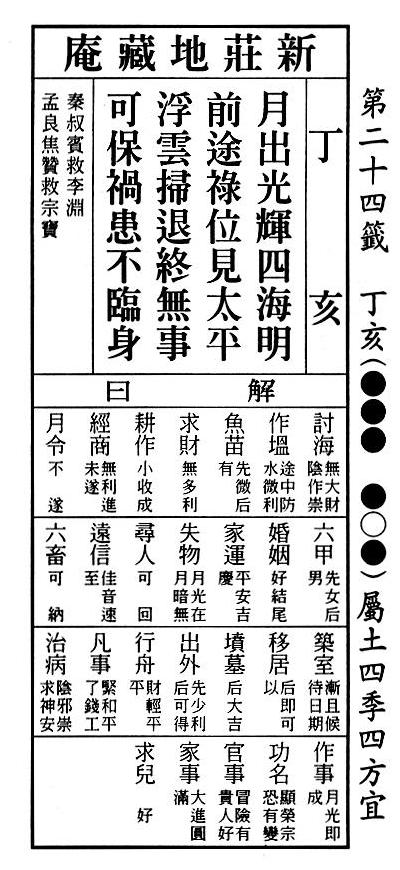 第二十四籤 丁亥(●●● ●○●)屬土四季四方宜
新莊地藏庵
丁亥
月出光輝四海明
前途祿位見太平
浮雲掃退終無事
可保禍患不臨身
秦叔寶救李淵
孟良焦贊救宗寶
解曰
討海 無大財陰作祟
作塭 途中防水微利
魚苗 先微后有
求財 無多利
耕作 小收成
經商 無利進未遂
月令 不遂
六甲 先女后男
婚姻 好結尾
家運 平安吉慶
失物 月光在月暗無
尋人 可回
遠信 佳音速至
六畜 可納
築室 漸且候待日期
移居 后即可以
墳墓 后大吉
出外 先少利后可得
行舟 財輕平平
凡事 緊和平了錢工
治病 陰邪祟求神安
作事 月光即成
功名 顯榮宗恐有變
官事 冒險有貴人好
家事 大進圓滿
求兒 好